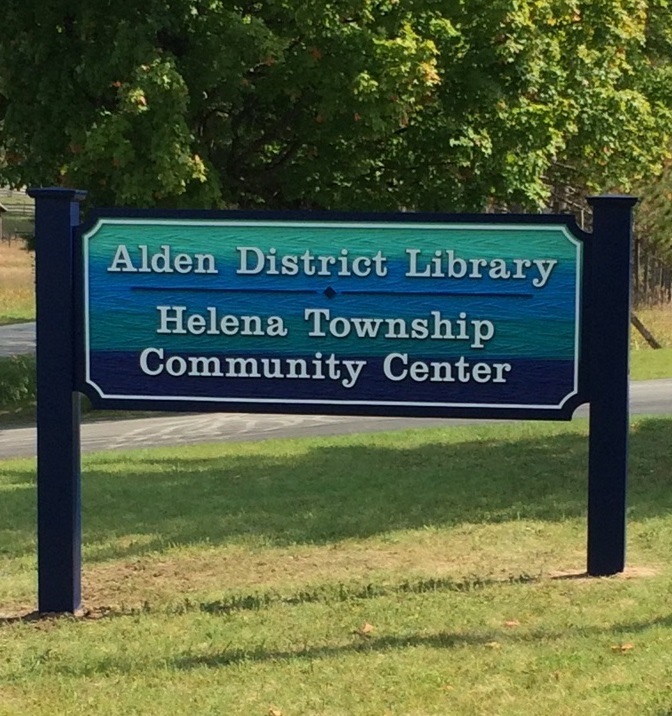 Alden District Library
Helena Township
Community Center